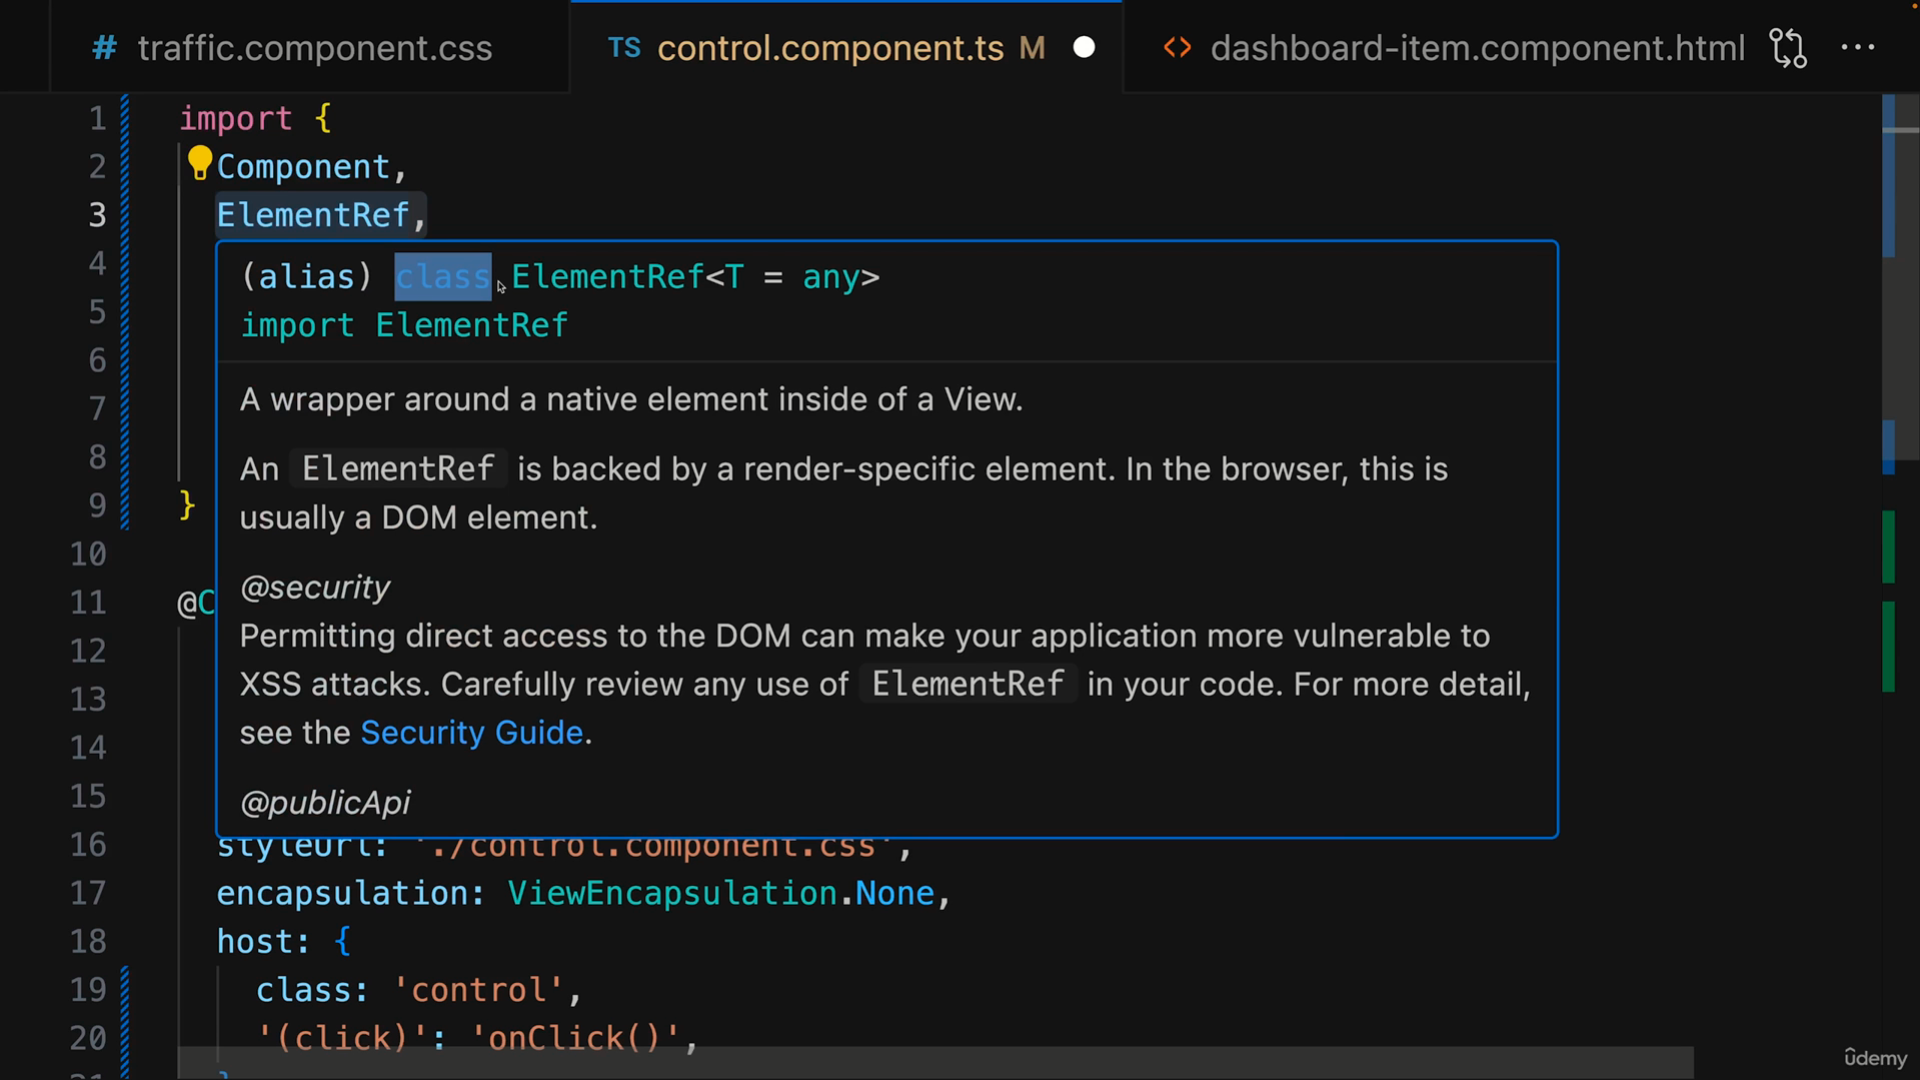 # traffic.component.css TS control.component.ts M dashboard-item.component.html
1 import {
2 Component,
3 ElementRef,
4 (alias) class ElementRef<T = any>
5 import ElementRef
6
7 A wrapper around a native element inside of a View.
8 An ElementRef is backed by a render-specific element. In the browser, this is
9 } usually a DOM element.
10
11 @C @security
12 Permitting direct access to the DOM can make your application more vulnerable to
13 XSS attacks. Carefully review any use of ElementRef in your code. For more detail,
14 see the Security Guide.
15 @publicApi
16 styleUrl: './control.component.css',
17 encapsulation: ViewEncapsulation.None,
18 host: {
19 class: 'control',
20 '(click)': 'onClick()',
21 }
ûdemy